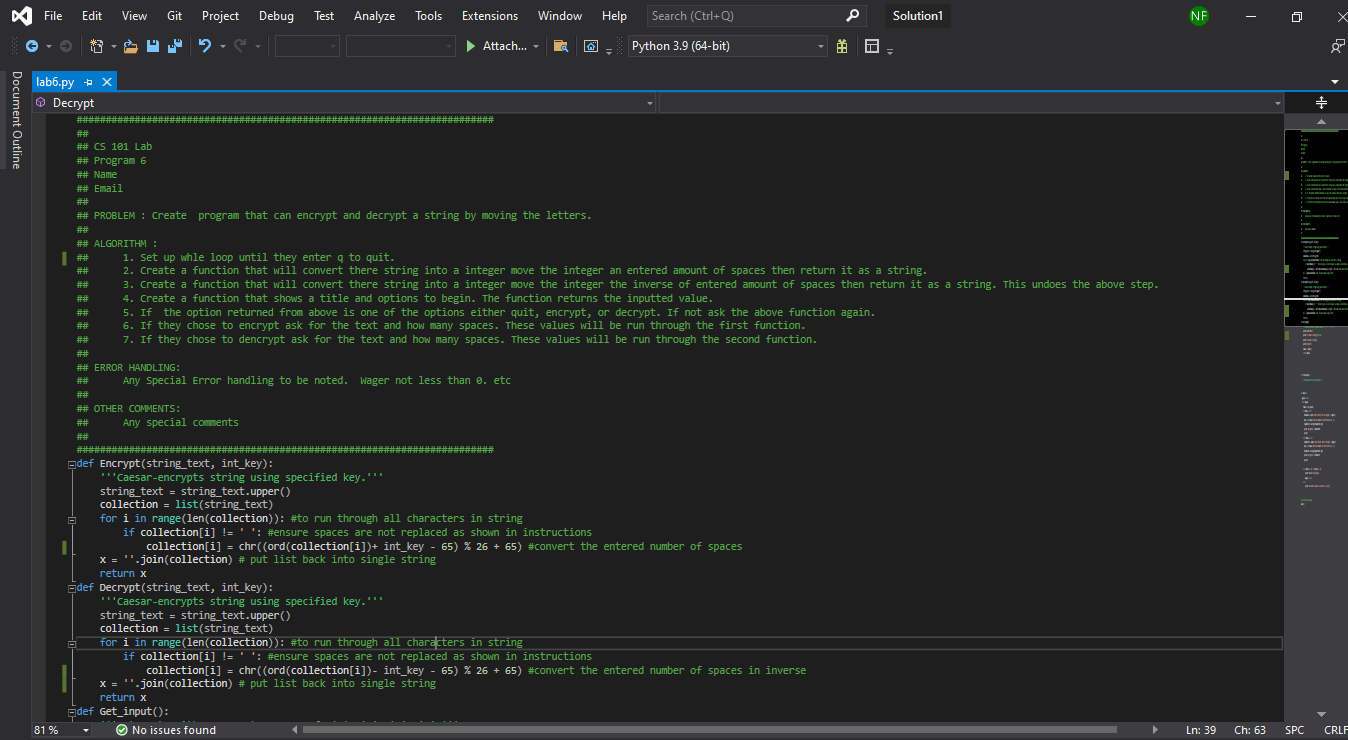 File Edit View Git Project Debug Test Analyze Tools Extensions Window Help Search (Ctrl+Q) Solution1 NF
Attach... Python 3.9 (64-bit)
Document Outline
lab6.py
Decrypt
########################################################################
##
## CS 101 Lab
## Program 6
## Name
## Email
##
## PROBLEM : Create  program that can encrypt and decrypt a string by moving the letters.
##
## ALGORITHM :
##      1. Set up whle loop until they enter q to quit.
##      2. Create a function that will convert there string into a integer move the integer an entered amount of spaces then return it as a string.
##      3. Create a function that will convert there string into a integer move the integer the inverse of entered amount of spaces then return it as a string. This undoes the above step.
##      4. Create a function that shows a title and options to begin. The function returns the inputted value.
##      5. If  the option returned from above is one of the options either quit, encrypt, or decrypt. If not ask the above function again.
##      6. If they chose to encrypt ask for the text and how many spaces. These values will be run through the first function.
##      7. If they chose to dencrypt ask for the text and how many spaces. These values will be run through the second function.
##
## ERROR HANDLING:
##      Any Special Error handling to be noted.  Wager not less than 0. etc
##
## OTHER COMMENTS:
##      Any special comments
##
########################################################################
def Encrypt(string_text, int_key):
    '''Caesar-encrypts string using specified key.'''
    string_text = string_text.upper()
    collection = list(string_text)
    for i in range(len(collection)): #to run through all characters in string
        if collection[i] != ' ': #ensure spaces are not replaced as shown in instructions
            collection[i] = chr((ord(collection[i])+ int_key - 65) % 26 + 65) #convert the entered number of spaces
    x = ''.join(collection) # put list back into single string
    return x
def Decrypt(string_text, int_key):
    '''Caesar-encrypts string using specified key.'''
    string_text = string_text.upper()
    collection = list(string_text)
    for i in range(len(collection)): #to run through all characters in string
        if collection[i] != ' ': #ensure spaces are not replaced as shown in instructions
            collection[i] = chr((ord(collection[i])- int_key - 65) % 26 + 65) #convert the entered number of spaces in inverse
    x = ''.join(collection) # put list back into single string
    return x
def Get_input():
81 % No issues found Ln: 39 Ch: 63 SPC CRLF